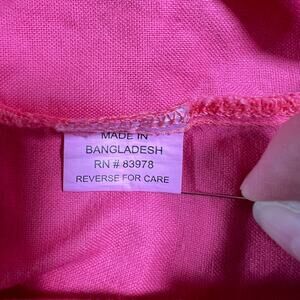 MADE IN
BANGLADESH
RN # 83978
REVERSE FOR CARE